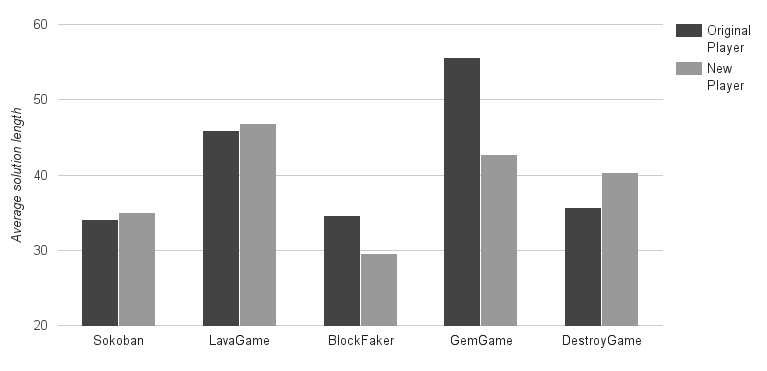 60
50
40
30
20
Average solution length
Sokoban
LavaGame
BlockFaker
GemGame
DestroyGame
Original
Player
New
Player